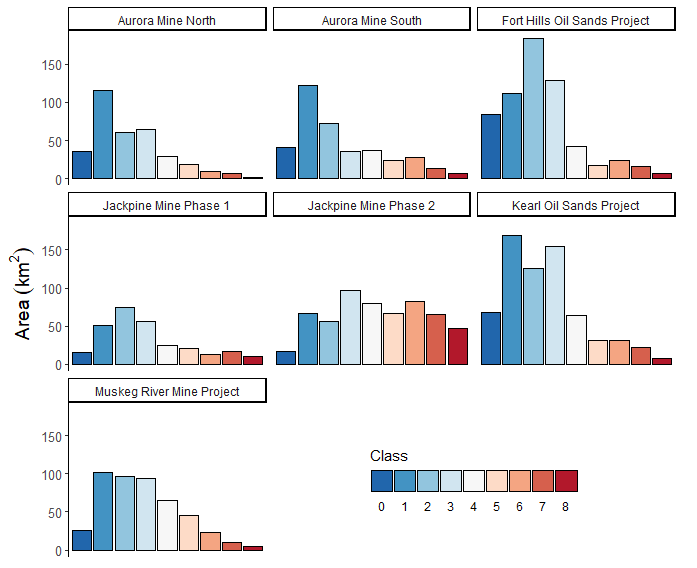 Aurora Mine North
Aurora Mine South
Fort Hills Oil Sands Project
150
100
50
0
Jackpine Mine Phase 1
Jackpine Mine Phase 2
Kearl Oil Sands Project
150
100
50
0
Area (km²)
Muskeg River Mine Project
150
100
50
0
Class
0 1 2 3 4 5 6 7 8